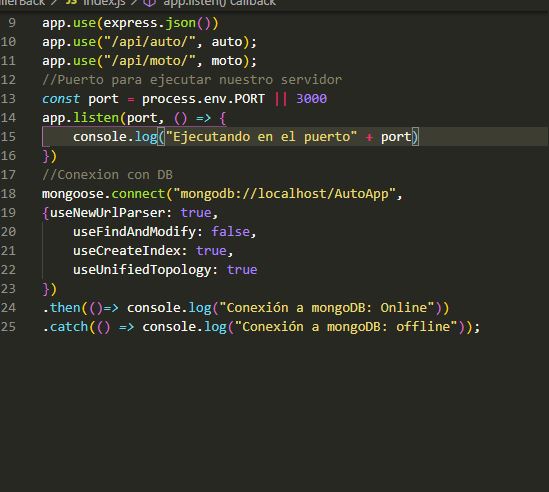 index.js > app.listen() callback
9 app.use(express.json())
10 app.use("/api/auto/", auto);
11 app.use("/api/moto/", moto);
12 //Puerto para ejecutar nuestro servidor
13 const port = process.env.PORT || 3000
14 app.listen(port, () => {
15     console.log("Ejecutando en el puerto" + port)
16 })
17 //Conexion con DB
18 mongoose.connect("mongodb://localhost/AutoApp",
19 {useNewUrlParser: true,
20     useFindAndModify: false,
21     useCreateIndex: true,
22     useUnifiedTopology: true
23 })
24 .then(()=> console.log("Conexión a mongoDB: Online"))
25 .catch(() => console.log("Conexión a mongoDB: offline"));